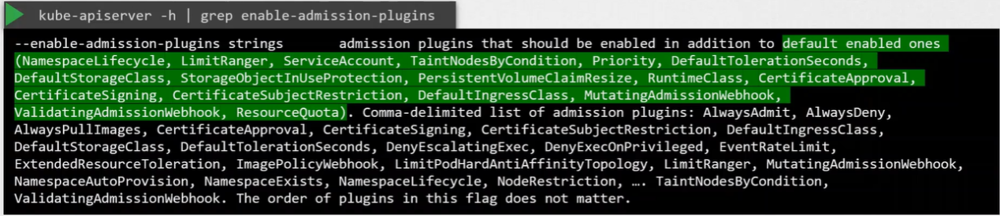 kube-apiserver -h | grep enable-admission-plugins
--enable-admission-plugins strings admission plugins that should be enabled in addition to default enabled ones
(NamespaceLifecycle, LimitRanger, ServiceAccount, TaintNodesByCondition, Priority, DefaultTolerationSeconds,
DefaultStorageClass, StorageObjectInUseProtection, PersistentVolumeClaimResize, RuntimeClass, CertificateApproval,
CertificateSigning, CertificateSubjectRestriction, DefaultIngressClass, MutatingAdmissionWebhook,
ValidatingAdmissionWebhook, ResourceQuota). Comma-delimited list of admission plugins: AlwaysAdmit, AlwaysDeny,
AlwaysPullImages, CertificateApproval, CertificateSigning, CertificateSubjectRestriction, DefaultIngressClass,
DefaultStorageClass, DefaultTolerationSeconds, DenyEscalatingExec, DenyExecOnPrivileged, EventRateLimit,
ExtendedResourceToleration, ImagePolicyWebhook, LimitPodHardAntiAffinityTopology, LimitRanger, MutatingAdmissionWebhook,
NamespaceAutoProvision, NamespaceExists, NamespaceLifecycle, NodeRestriction, …. TaintNodesByCondition,
ValidatingAdmissionWebhook. The order of plugins in this flag does not matter.